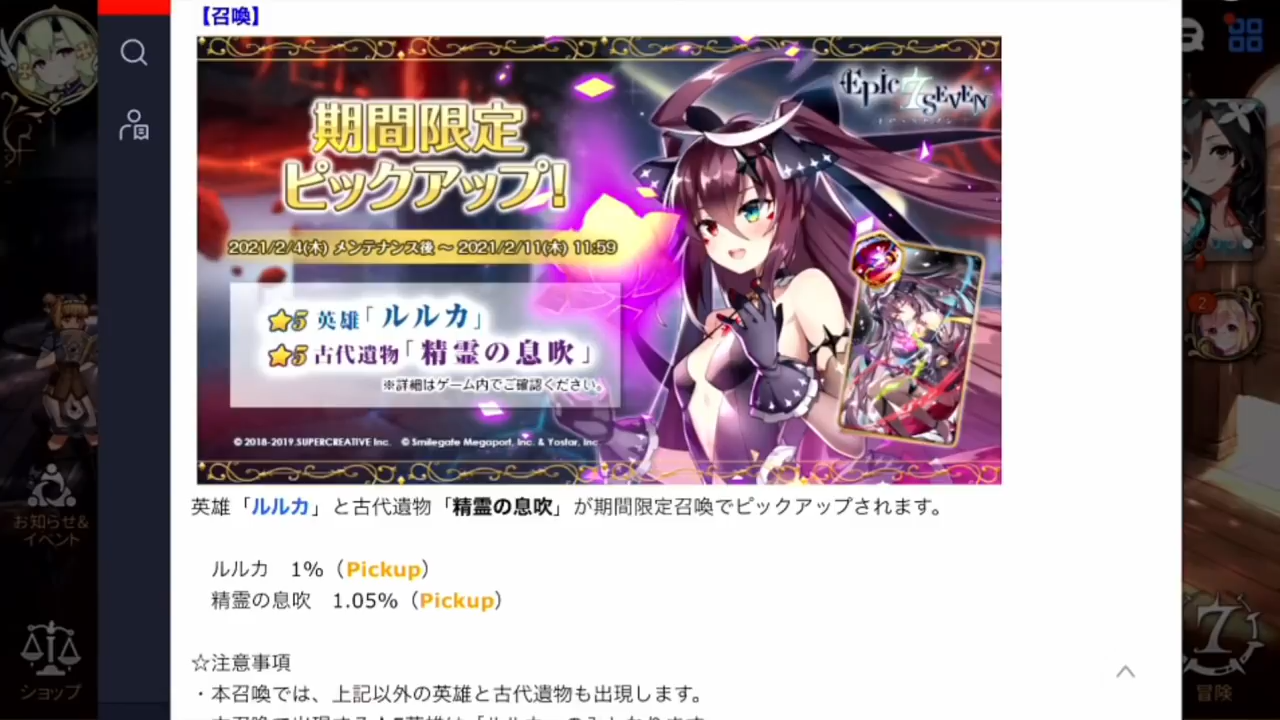 【召喚】
Epic 7 SEVEN
期間限定
ピックアップ!
2021/2/4(木) メンテナンス後 ～ 2021/2/11(木) 11:59
★5 英雄「ルルカ」
★5 古代遺物「精霊の息吹」
※詳細はゲーム内でご確認ください。
© 2018-2019.SUPERCREATIVE Inc. © Smilegate Megaport, Inc. & Yostar, Inc
英雄「ルルカ」と古代遺物「精霊の息吹」が期間限定召喚でピックアップされます。
ルルカ 1%（Pickup）
精霊の息吹 1.05%（Pickup）
☆注意事項
・本召喚では、上記以外の英雄と古代遺物も出現します。
お知らせ&
イベント
ショップ
2
7
冒険